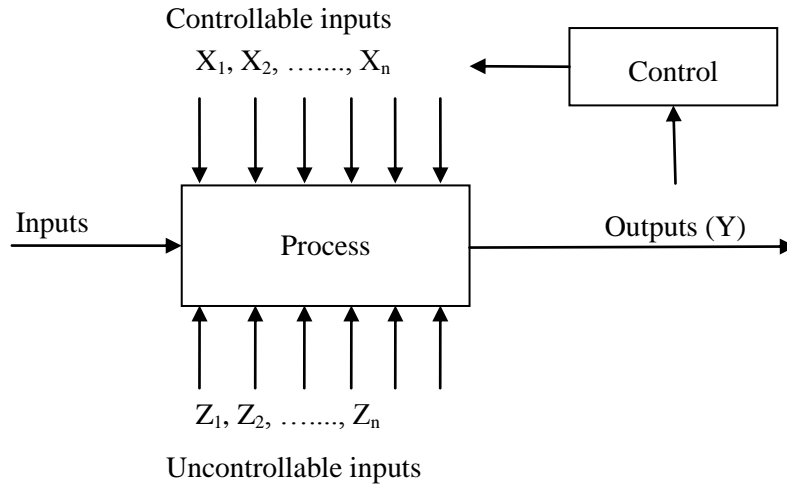 Controllable inputs
X₁, X₂, …...., Xₙ
Control
Inputs
Process
Outputs (Y)
Z₁, Z₂, …...., Zₙ
Uncontrollable inputs